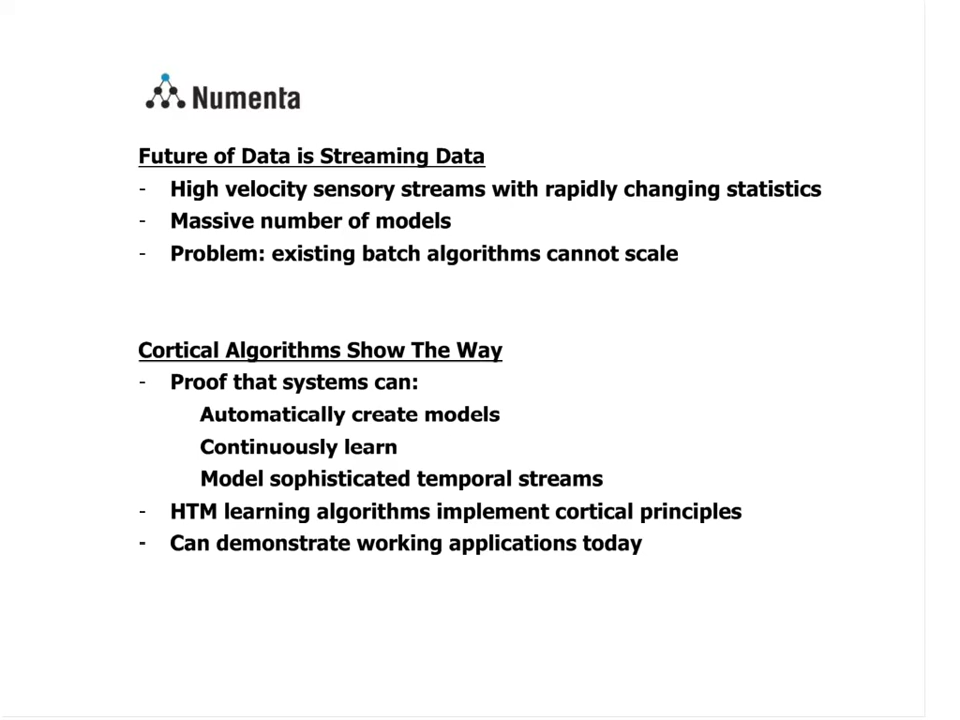 Numenta
Future of Data is Streaming Data
- High velocity sensory streams with rapidly changing statistics
- Massive number of models
- Problem: existing batch algorithms cannot scale
Cortical Algorithms Show The Way
- Proof that systems can:
Automatically create models
Continuously learn
Model sophisticated temporal streams
- HTM learning algorithms implement cortical principles
- Can demonstrate working applications today